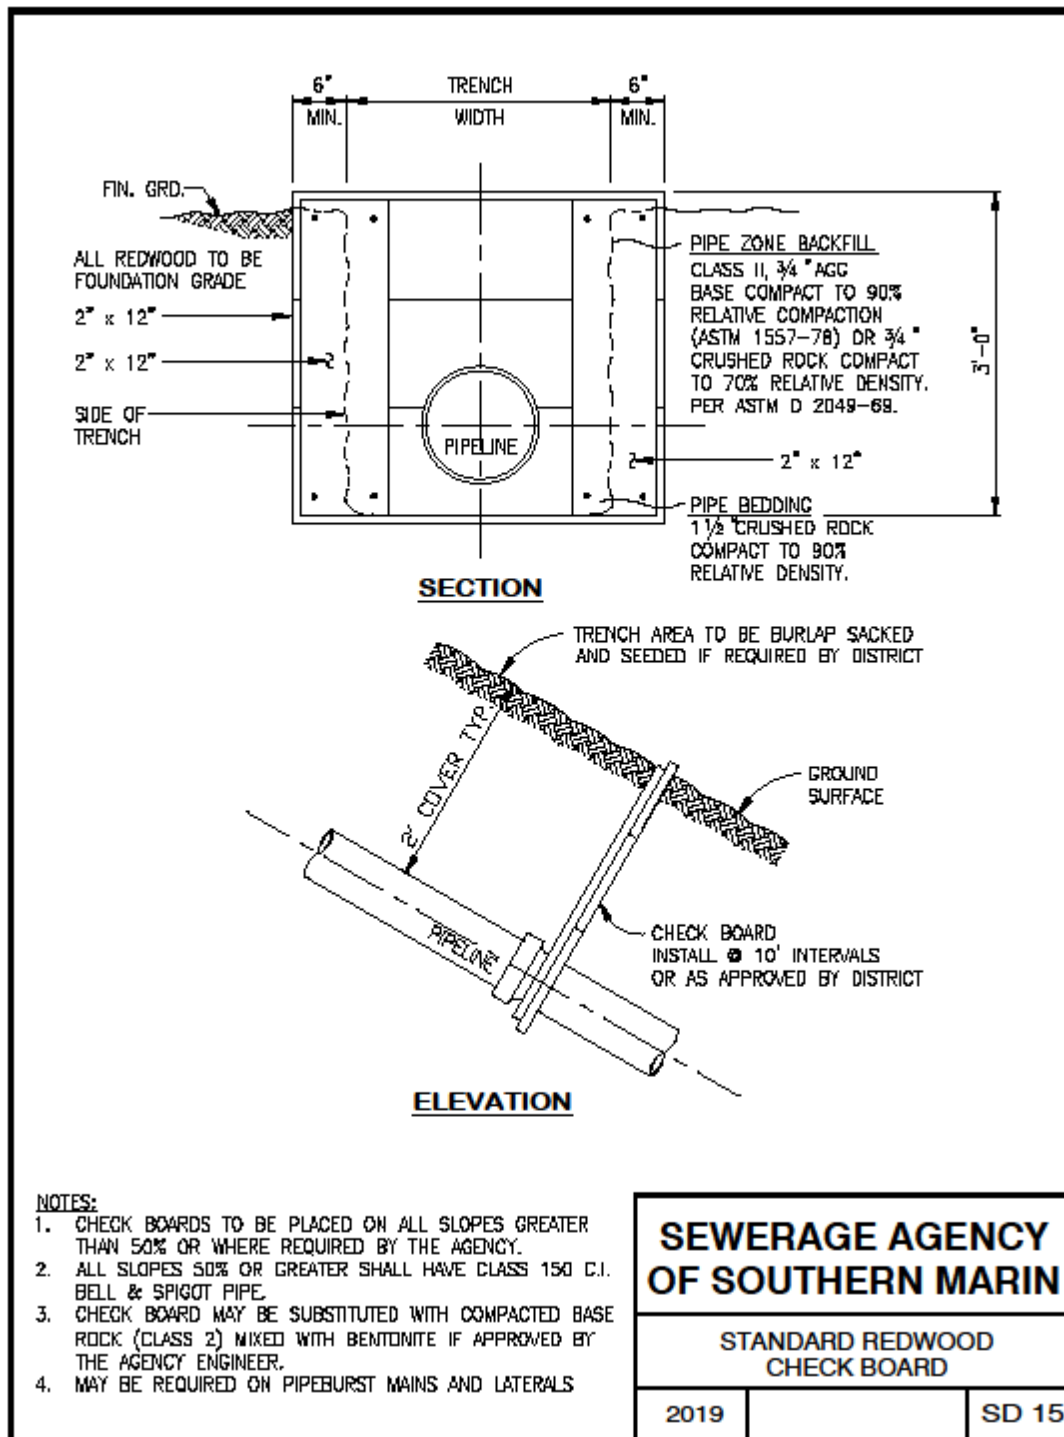 6"
TRENCH
6"
MIN.
WIDTH
MIN.
FIN. GRD.
ALL REDWOOD TO BE
FOUNDATION GRADE
2" x 12"
2" x 12"
SIDE OF
TRENCH
PIPELINE
PIPE ZONE BACKFILL
CLASS II, 3/4 " AGG
BASE COMPACT TO 90%
RELATIVE COMPACTION
(ASTM 1557-78) OR 3/4 "
CRUSHED ROCK COMPACT
TO 70% RELATIVE DENSITY.
PER ASTM D 2049-69.
3'-0"
2" x 12"
PIPE BEDDING
1 1/2 "CRUSHED ROCK
COMPACT TO 90%
RELATIVE DENSITY.
SECTION
TRENCH AREA TO BE BURLAP SACKED
AND SEEDED IF REQUIRED BY DISTRICT
2' COVER TYP.
GROUND
SURFACE
PIPELINE
CHECK BOARD
INSTALL @ 10' INTERVALS
OR AS APPROVED BY DISTRICT
ELEVATION
NOTES:
1. CHECK BOARDS TO BE PLACED ON ALL SLOPES GREATER
THAN 50% OR WHERE REQUIRED BY THE AGENCY.
2. ALL SLOPES 50% OR GREATER SHALL HAVE CLASS 150 C.I.
BELL & SPIGOT PIPE.
3. CHECK BOARD MAY BE SUBSTITUTED WITH COMPACTED BASE
ROCK (CLASS 2) MIXED WITH BENTONITE IF APPROVED BY
THE AGENCY ENGINEER.
4. MAY BE REQUIRED ON PIPEBURST MAINS AND LATERALS
SEWERAGE AGENCY
OF SOUTHERN MARIN
STANDARD REDWOOD
CHECK BOARD
2019
SD 15